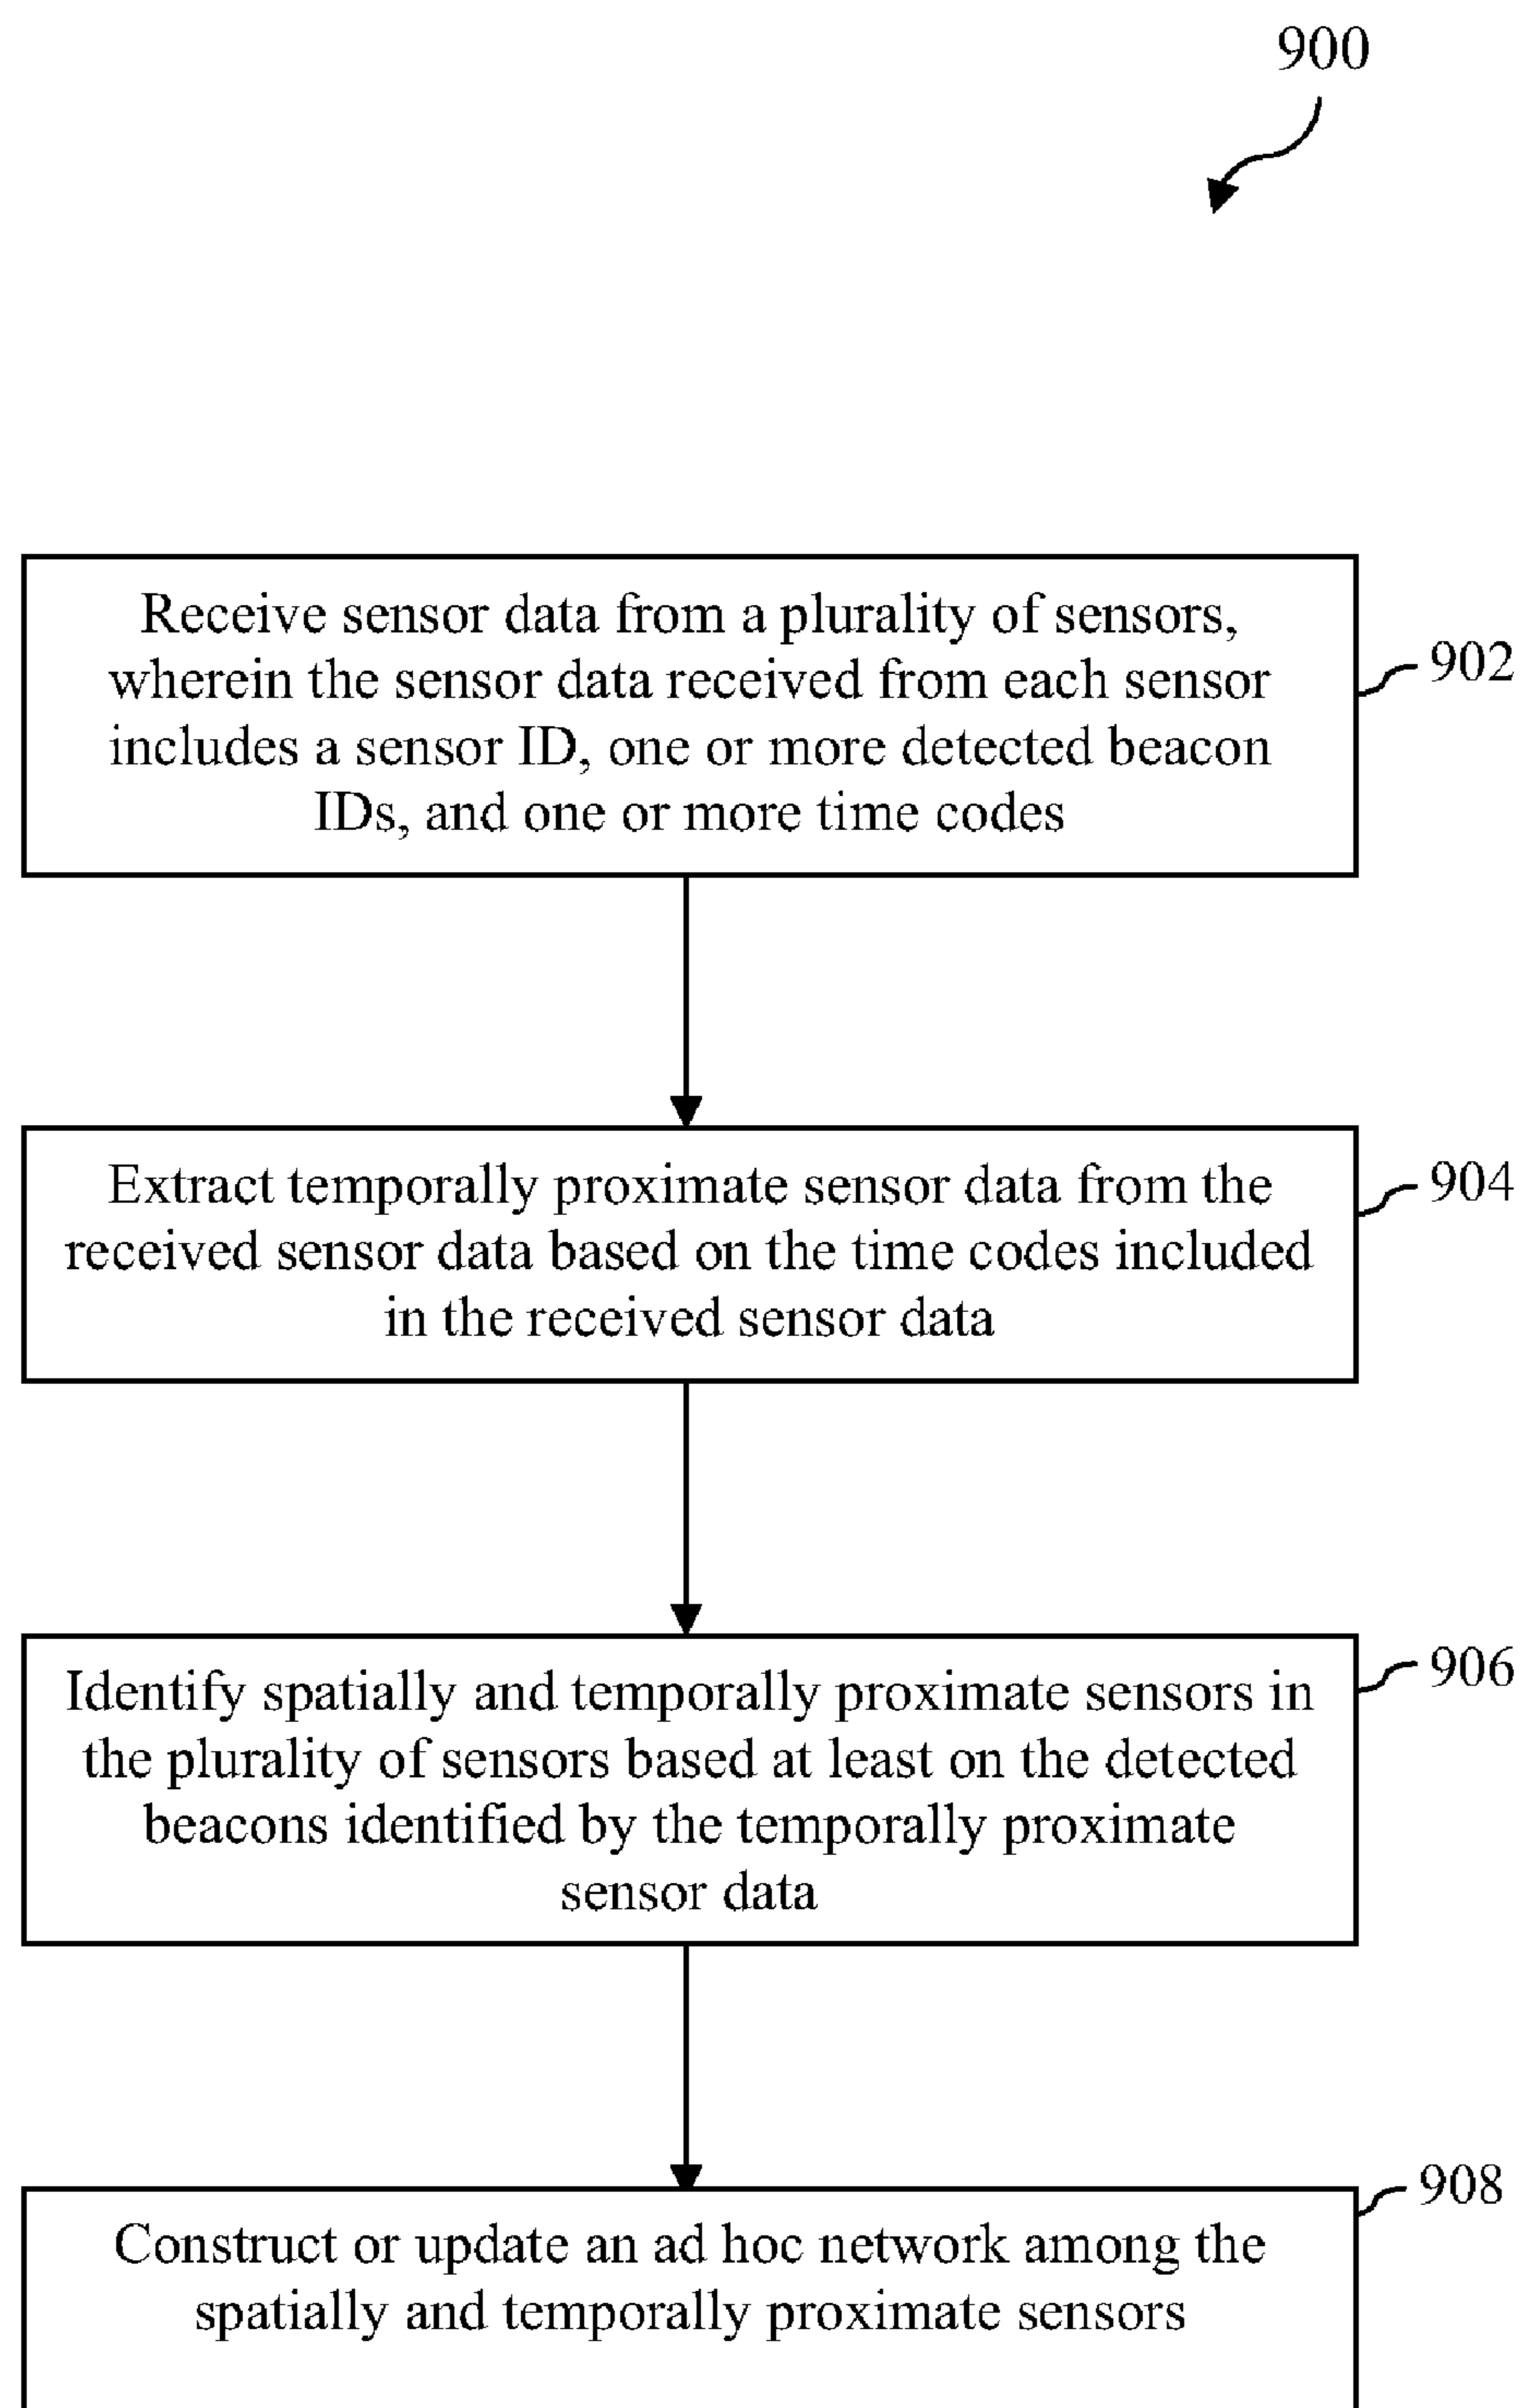 900
Receive sensor data from a plurality of sensors,
wherein the sensor data received from each sensor
includes a sensor ID, one or more detected beacon
IDs, and one or more time codes
902
Extract temporally proximate sensor data from the
received sensor data based on the time codes included
in the received sensor data
904
Identify spatially and temporally proximate sensors in
the plurality of sensors based at least on the detected
beacons identified by the temporally proximate
sensor data
906
Construct or update an ad hoc network among the
spatially and temporally proximate sensors
908